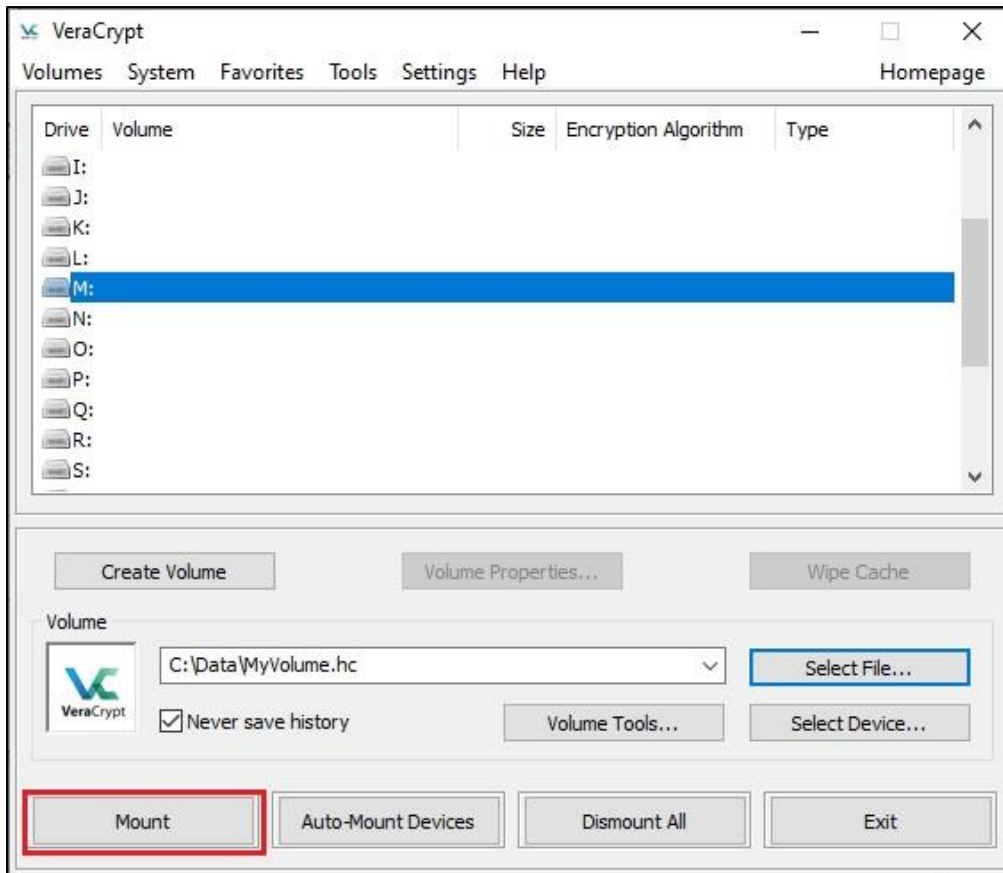 VeraCrypt
Volumes System Favorites Tools Settings Help Homepage
Drive Volume Size Encryption Algorithm Type
I:
J:
K:
L:
M:
N:
O:
P:
Q:
R:
S:
Create Volume Volume Properties... Wipe Cache
Volume
C:\Data\MyVolume.hc Select File...
VeraCrypt
Never save history Volume Tools... Select Device...
Mount Auto-Mount Devices Dismount All Exit